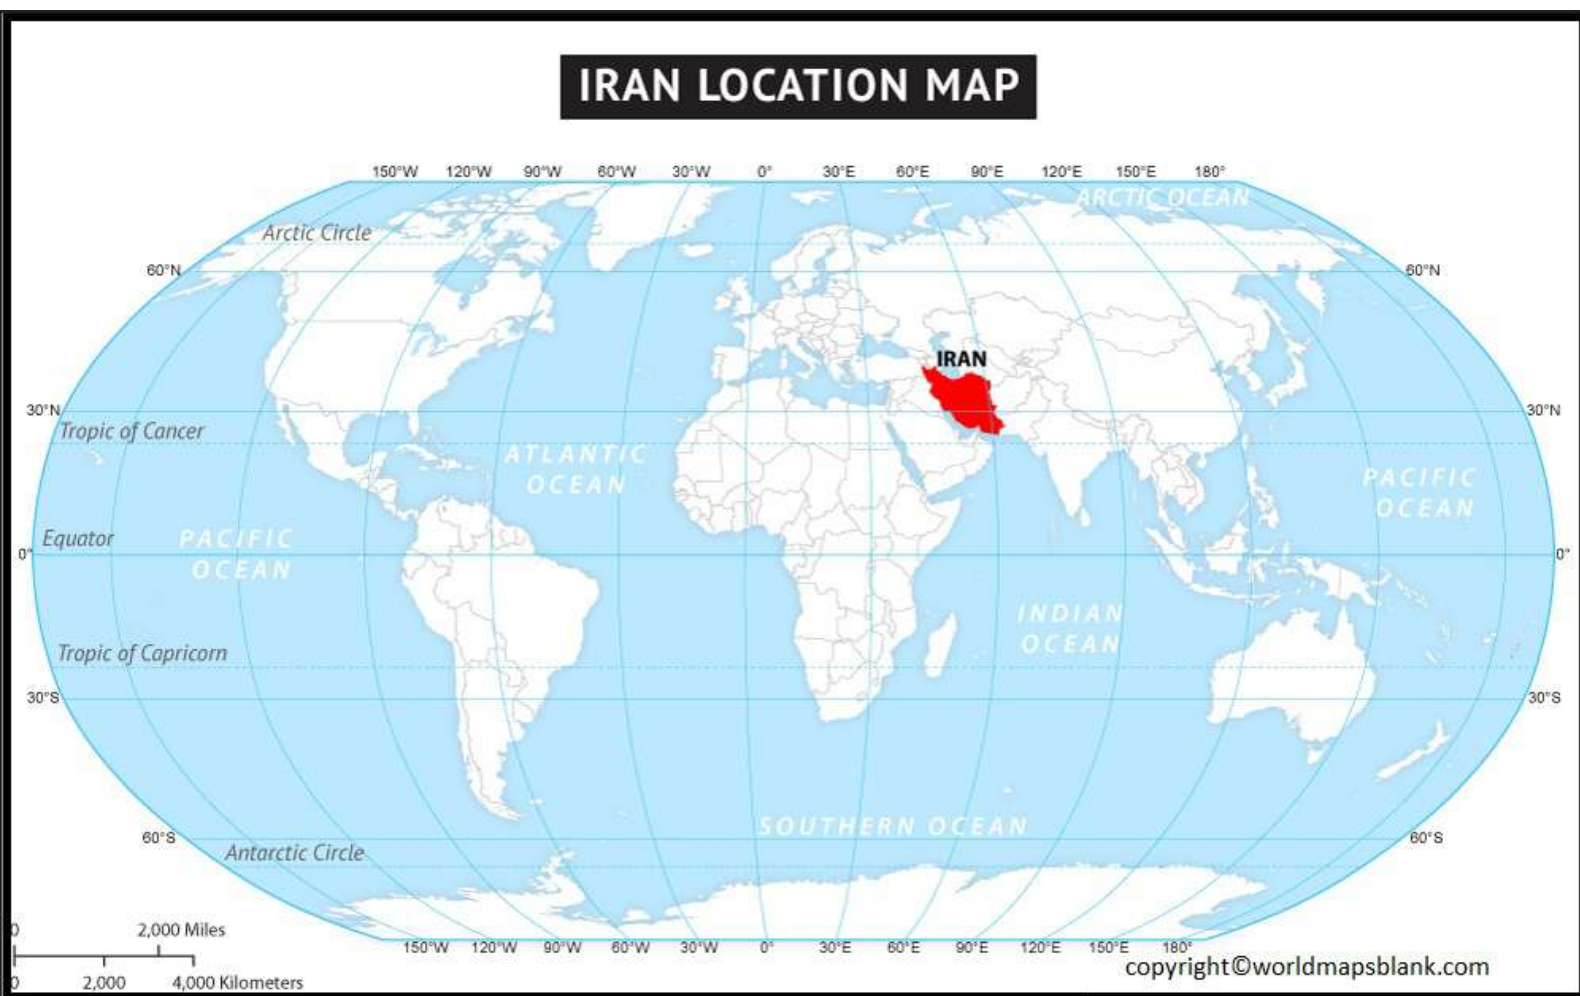 IRAN LOCATION MAP
150°W 120°W 90°W 60°W 30°W 0° 30°E 60°E 90°E 120°E 150°E 180°
ARCTIC OCEAN
Arctic Circle
60°N 60°N
IRAN
30°N 30°N
Tropic of Cancer
ATLANTIC
OCEAN
PACIFIC
OCEAN
Equator
PACIFIC
OCEAN
0° 0°
INDIAN
OCEAN
Tropic of Capricorn
30°S 30°S
SOUTHERN OCEAN
60°S 60°S
Antarctic Circle
0 2,000 Miles
0 2,000 4,000 Kilometers
150°W 120°W 90°W 60°W 30°W 0° 30°E 60°E 90°E 120°E 150°E 180°
copyright©worldmapsblank.com